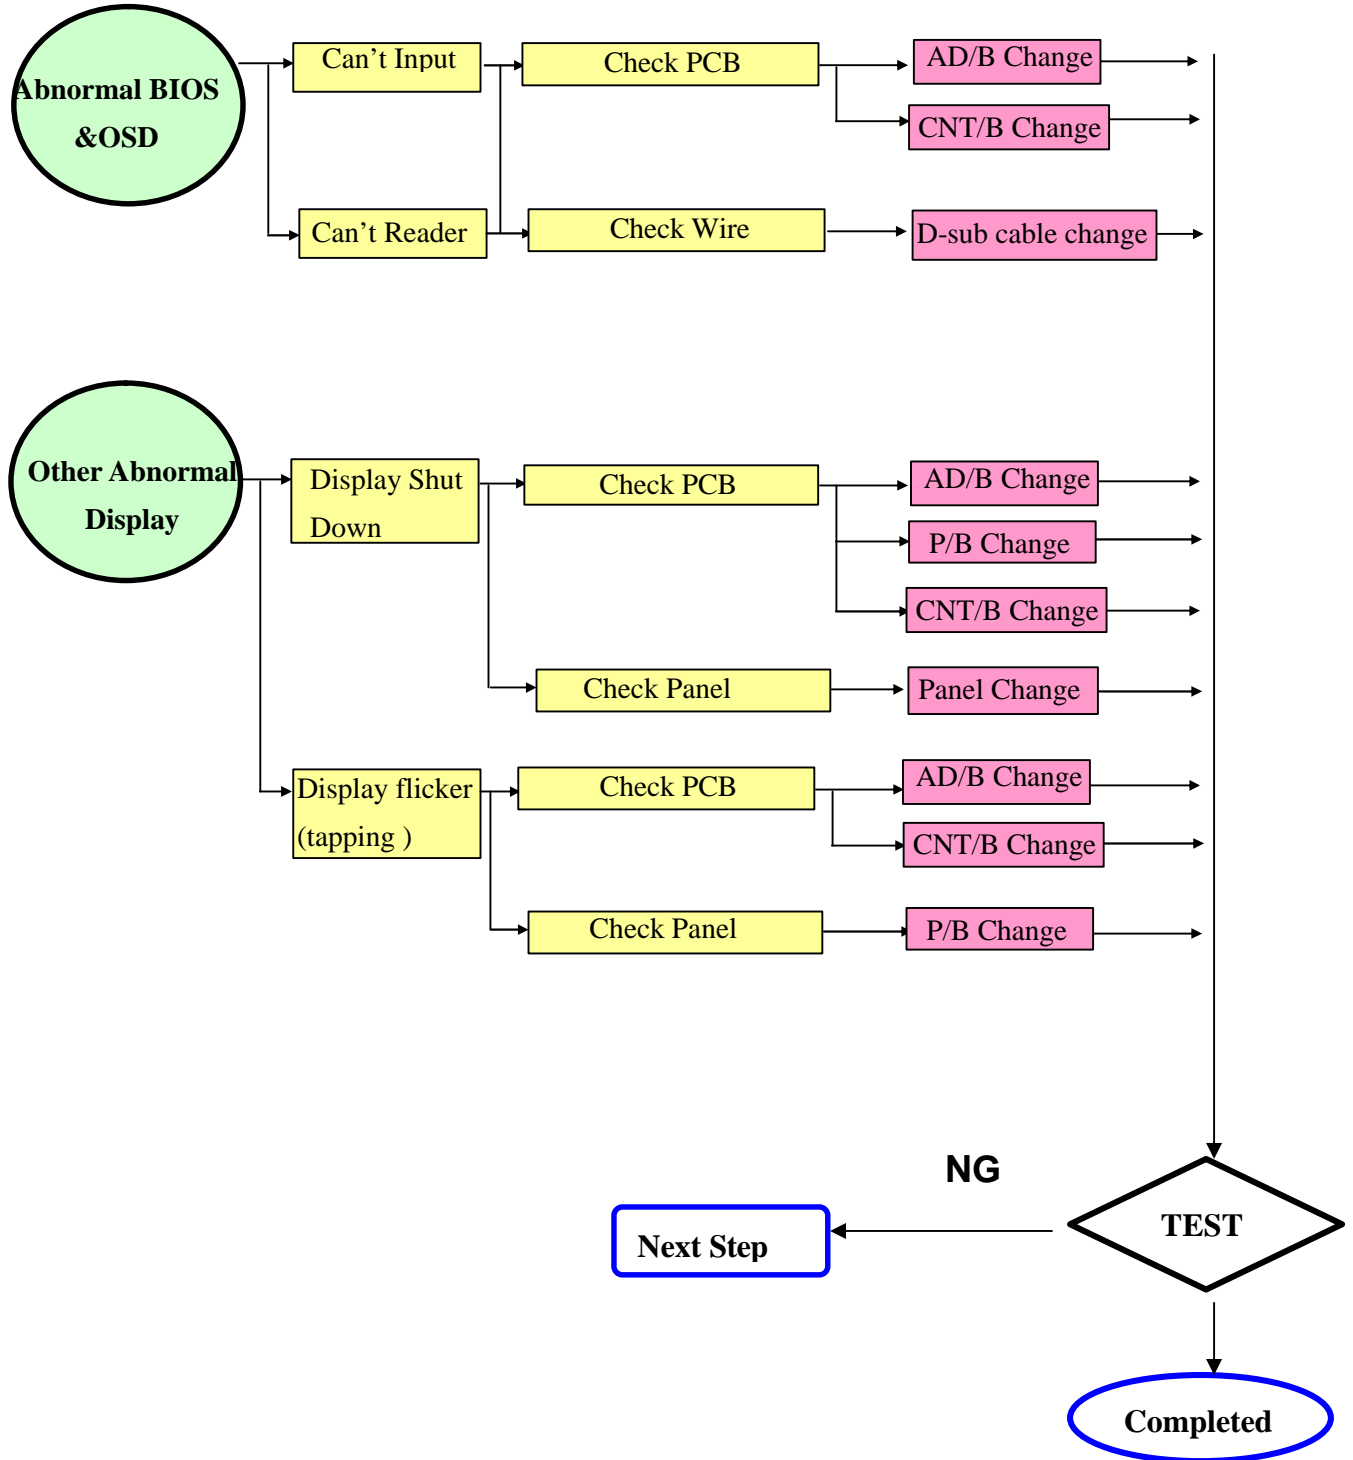 Abnormal BIOS
&OSD
Can't Input
Check PCB
AD/B Change
CNT/B Change
Can't Reader
Check Wire
D-sub cable change
Other Abnormal
Display
Display Shut
Down
Check PCB
AD/B Change
P/B Change
CNT/B Change
Check Panel
Panel Change
Display flicker
(tapping )
Check PCB
AD/B Change
CNT/B Change
Check Panel
P/B Change
NG
TEST
Next Step
Completed